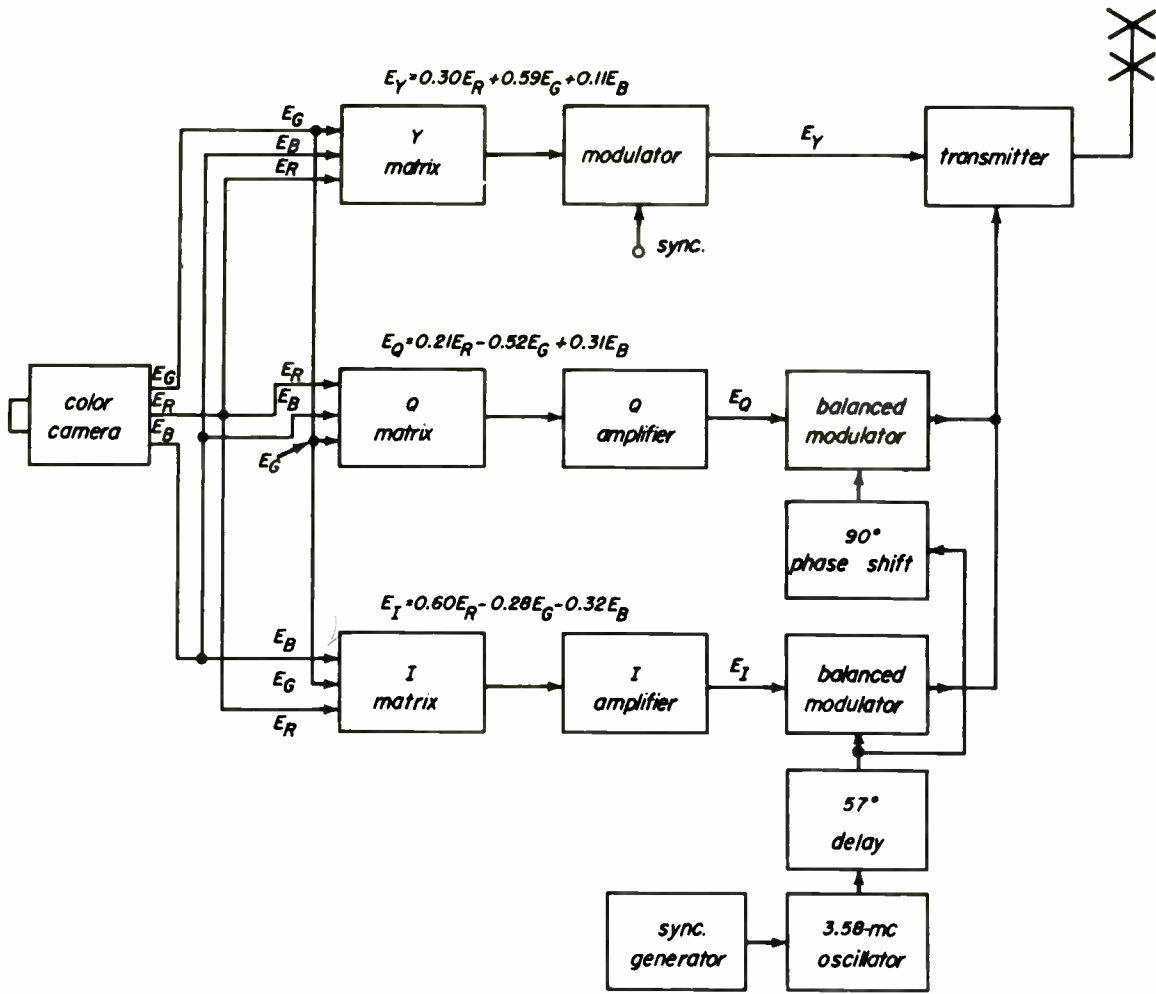 E_Y=0.30E_R+0.59E_G+0.11E_B
E_G
E_B
E_R
Y
matrix
modulator
E_Y
transmitter
sync.
E_Q=0.21E_R-0.52E_G+0.31E_B
color
camera
E_G
E_R
E_B
E_R
E_B
E_G
Q
matrix
Q
amplifier
E_Q
balanced
modulator
90°
phase shift
E_I=0.60E_R-0.28E_G-0.32E_B
E_B
E_G
E_R
I
matrix
I
amplifier
E_I
balanced
modulator
57°
delay
sync.
generator
3.58-mc
oscillator